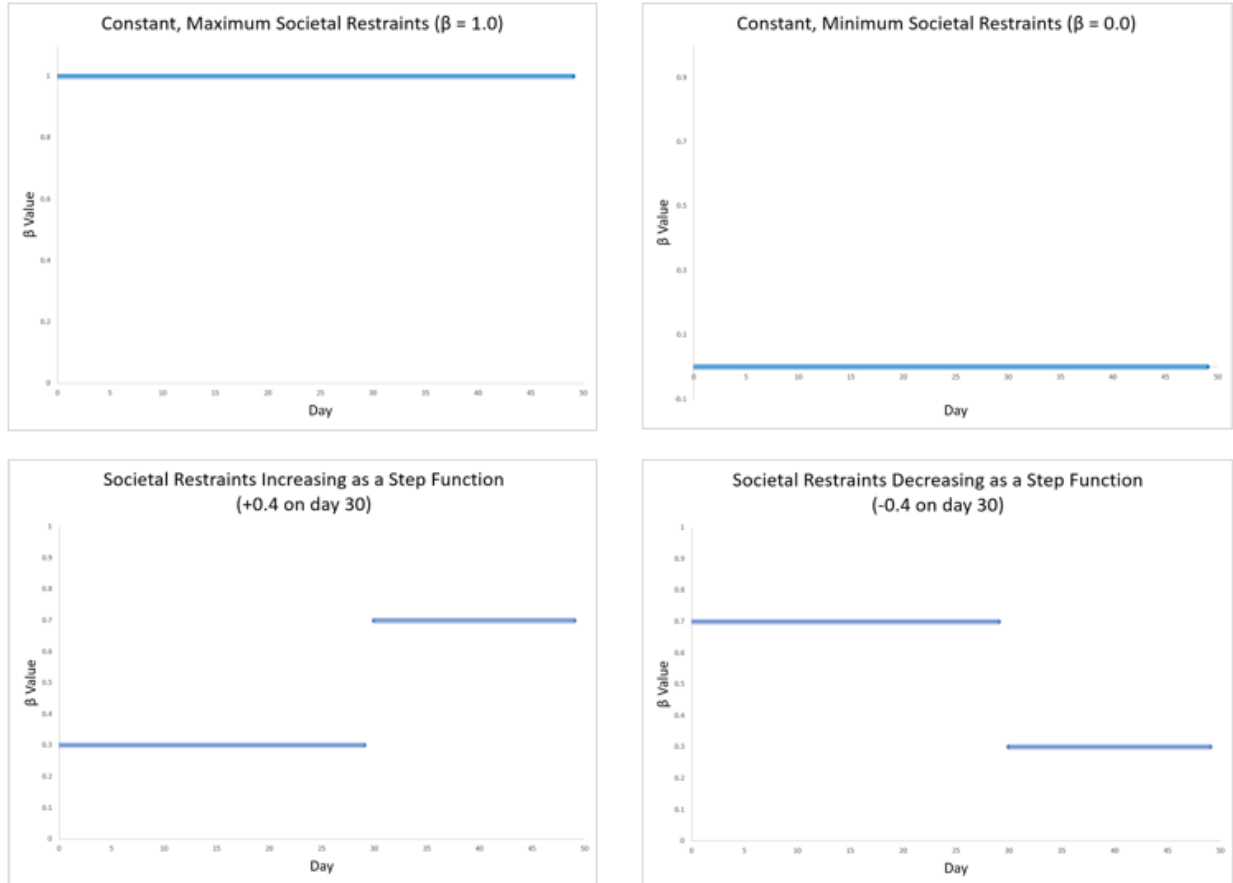 Constant, Maximum Societal Restraints (β = 1.0)
1
0.8
0.6
0.4
0.2
0
β Value
0 5 10 15 20 25 30 35 40 45 50
Day
Constant, Minimum Societal Restraints (β = 0.0)
0.9
0.7
0.5
0.3
0.1
-0.1
β Value
0 5 10 15 20 25 30 35 40 45 50
Day
Societal Restraints Increasing as a Step Function
(+0.4 on day 30)
1
0.9
0.8
0.7
0.6
0.5
0.4
0.3
0.2
0.1
0
β Value
0 5 10 15 20 25 30 35 40 45 50
Day
Societal Restraints Decreasing as a Step Function
(-0.4 on day 30)
1
0.9
0.8
0.7
0.6
0.5
0.4
0.3
0.2
0.1
0
β Value
0 5 10 15 20 25 30 35 40 45 50
Day